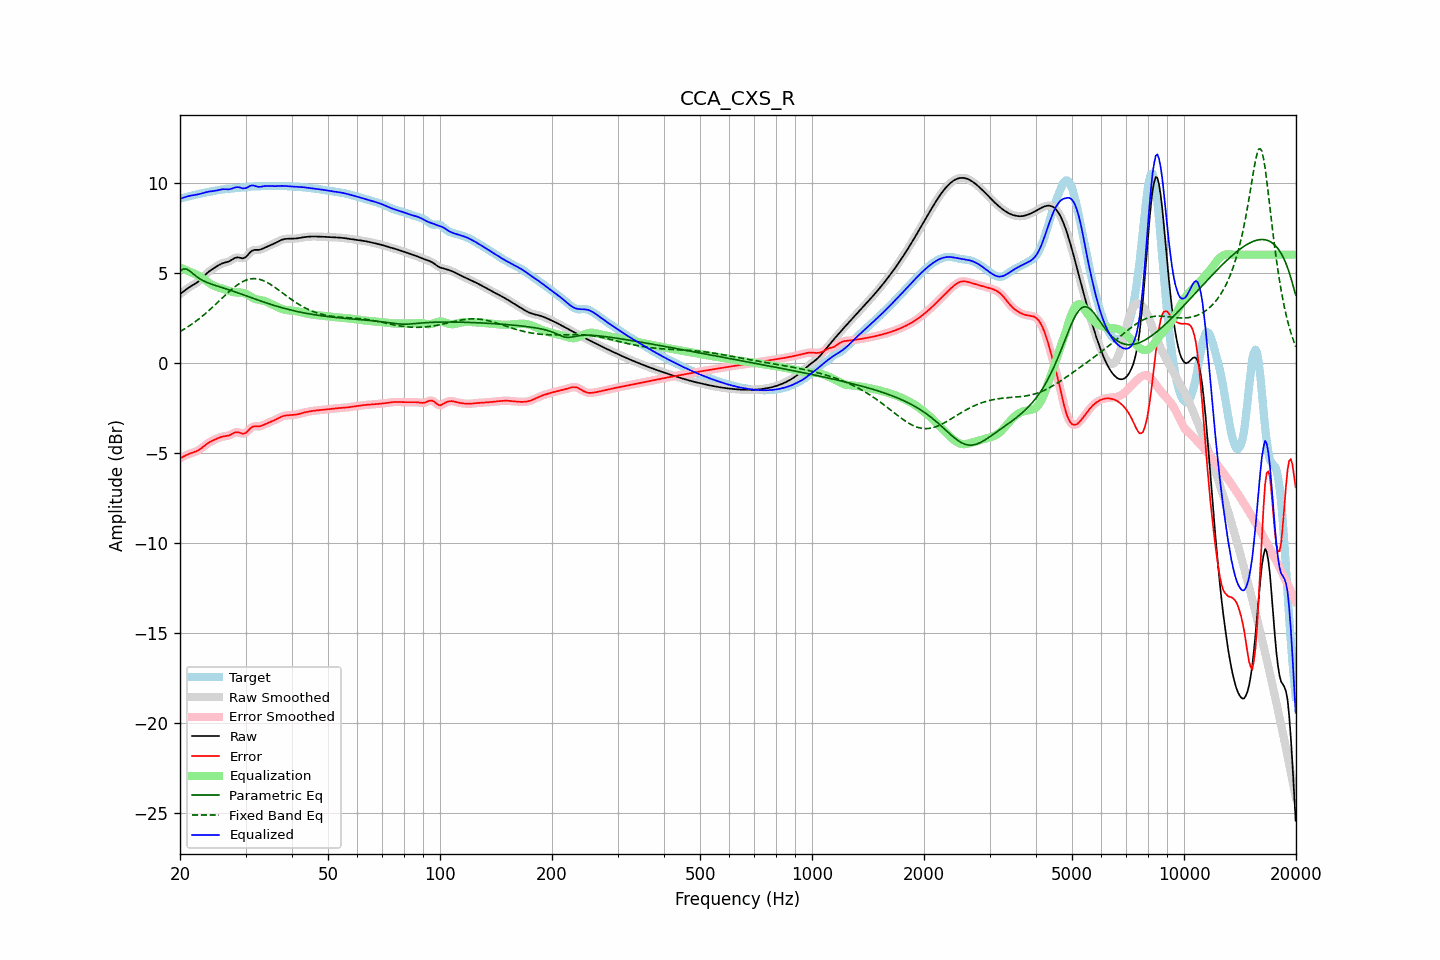 CCA_CXS_R
Amplitude (dBr)
10
5
0
−5
−10
−15
−20
−25
Target
Raw Smoothed
Error Smoothed
Raw
Error
Equalization
Parametric Eq
Fixed Band Eq
Equalized
20 50 100 200 500 1000 2000 5000 10000 20000
Frequency (Hz)